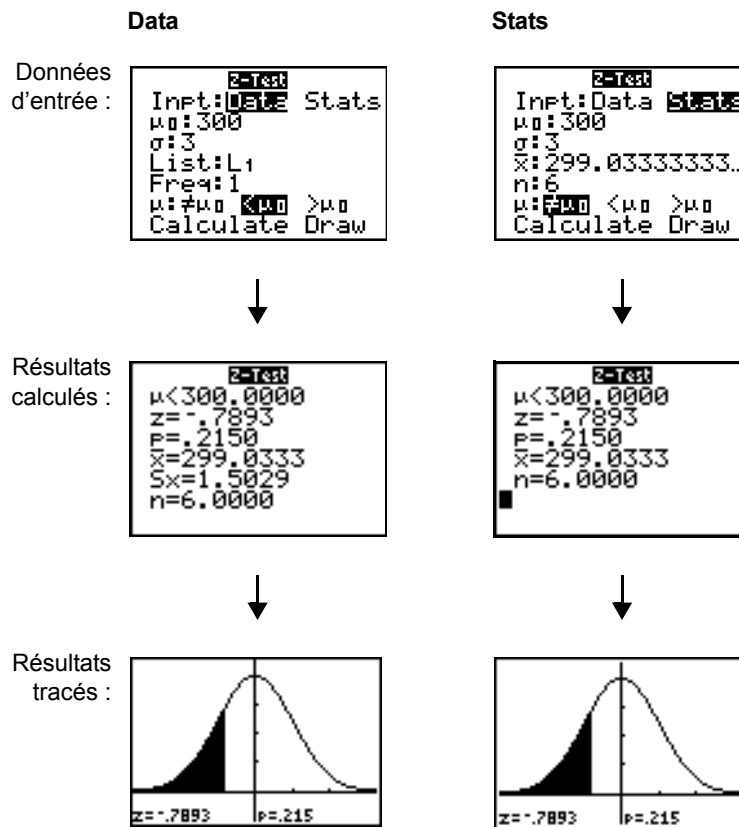 Data
Stats
Données
d'entrée :
Z-Test
Inpt:Data Stats
μ0:300
σ:3
List:L1
Freq:1
μ:≠μ0 <μ0 >μ0
Calculate Draw
Z-Test
Inpt:Data Stats
μ0:300
σ:3
x̄:299.03333333…
n:6
μ:≠μ0 <μ0 >μ0
Calculate Draw
Résultats
calculés :
Z-Test
μ<300.0000
z=-.7893
p=.2150
x̄=299.0333
Sx=1.5029
n=6.0000
Z-Test
μ<300.0000
z=-.7893
p=.2150
x̄=299.0333
n=6.0000
Résultats
tracés :
z=-.7893 p=.215
z=-.7893 p=.215